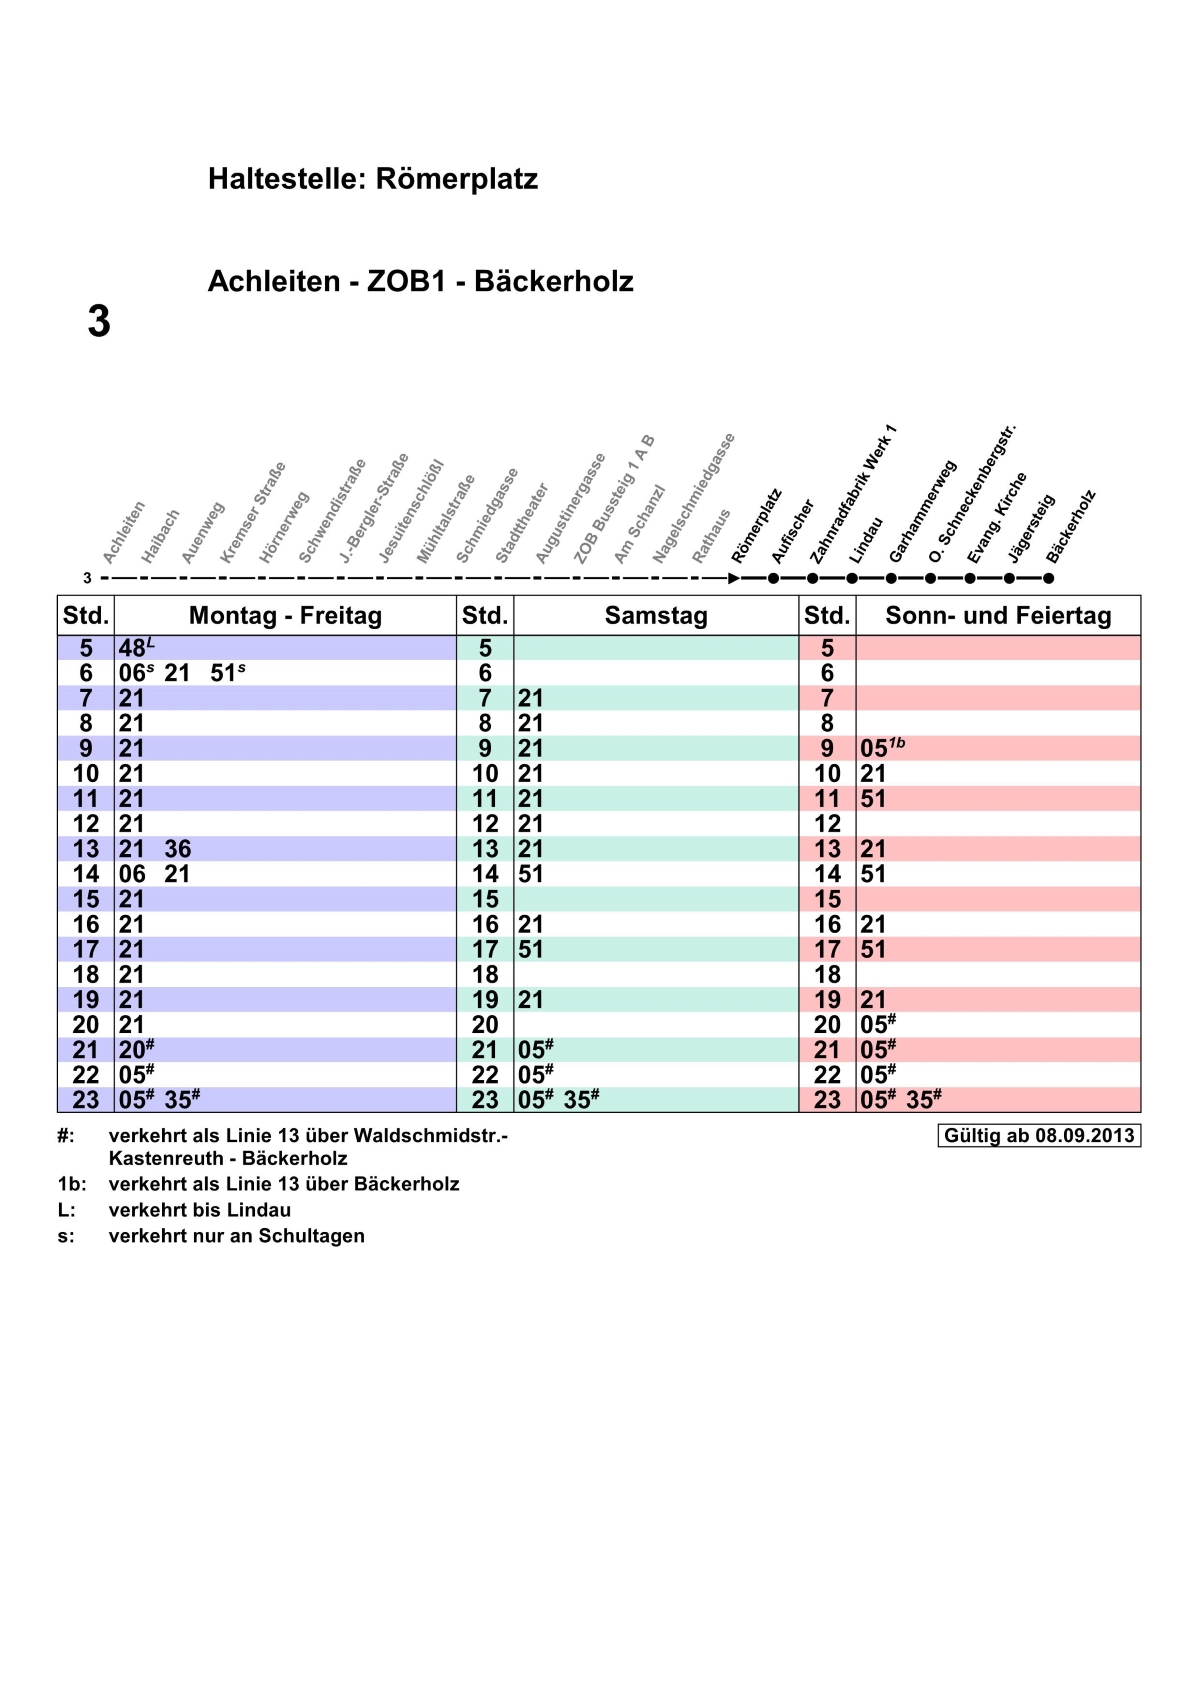 Haltestelle: Römerplatz
Achleiten - ZOB1 - Bäckerholz
3
Achleiten
Haibach
Auenweg
Kremser Straße
Hörnerweg
Schwendistraße
J.-Bergler-Straße
Jesuitenschlößl
Mühltalstraße
Schmiedgasse
Stadttheater
Augustinergasse
ZOB Bussteig 1 A B
Am Schanzl
Nagelschmiedgasse
Rathaus
Römerplatz
Aufischer
Zahnradfabrik Werk 1
Lindau
Garhammerweg
O. Schneckenbergstr.
Evang. Kirche
Jägersteig
Bäckerholz
3
Std. Montag - Freitag Std. Samstag Std. Sonn- und Feiertag
5 48L 5 5
6 06s 21 51s 6 6
7 21 7 21 7
8 21 8 21 8
9 21 9 21 9 051b
10 21 10 21 10 21
11 21 11 21 11 51
12 21 12 21 12
13 21 36 13 21 13 21
14 06 21 14 51 14 51
15 21 15 15
16 21 16 21 16 21
17 21 17 51 17 51
18 21 18 18
19 21 19 21 19 21
20 21 20 20 05#
21 20# 21 05# 21 05#
22 05# 22 05# 22 05#
23 05# 35# 23 05# 35# 23 05# 35#
#: verkehrt als Linie 13 über Waldschmidstr.-
Kastenreuth - Bäckerholz
1b: verkehrt als Linie 13 über Bäckerholz
L: verkehrt bis Lindau
s: verkehrt nur an Schultagen
Gültig ab 08.09.2013